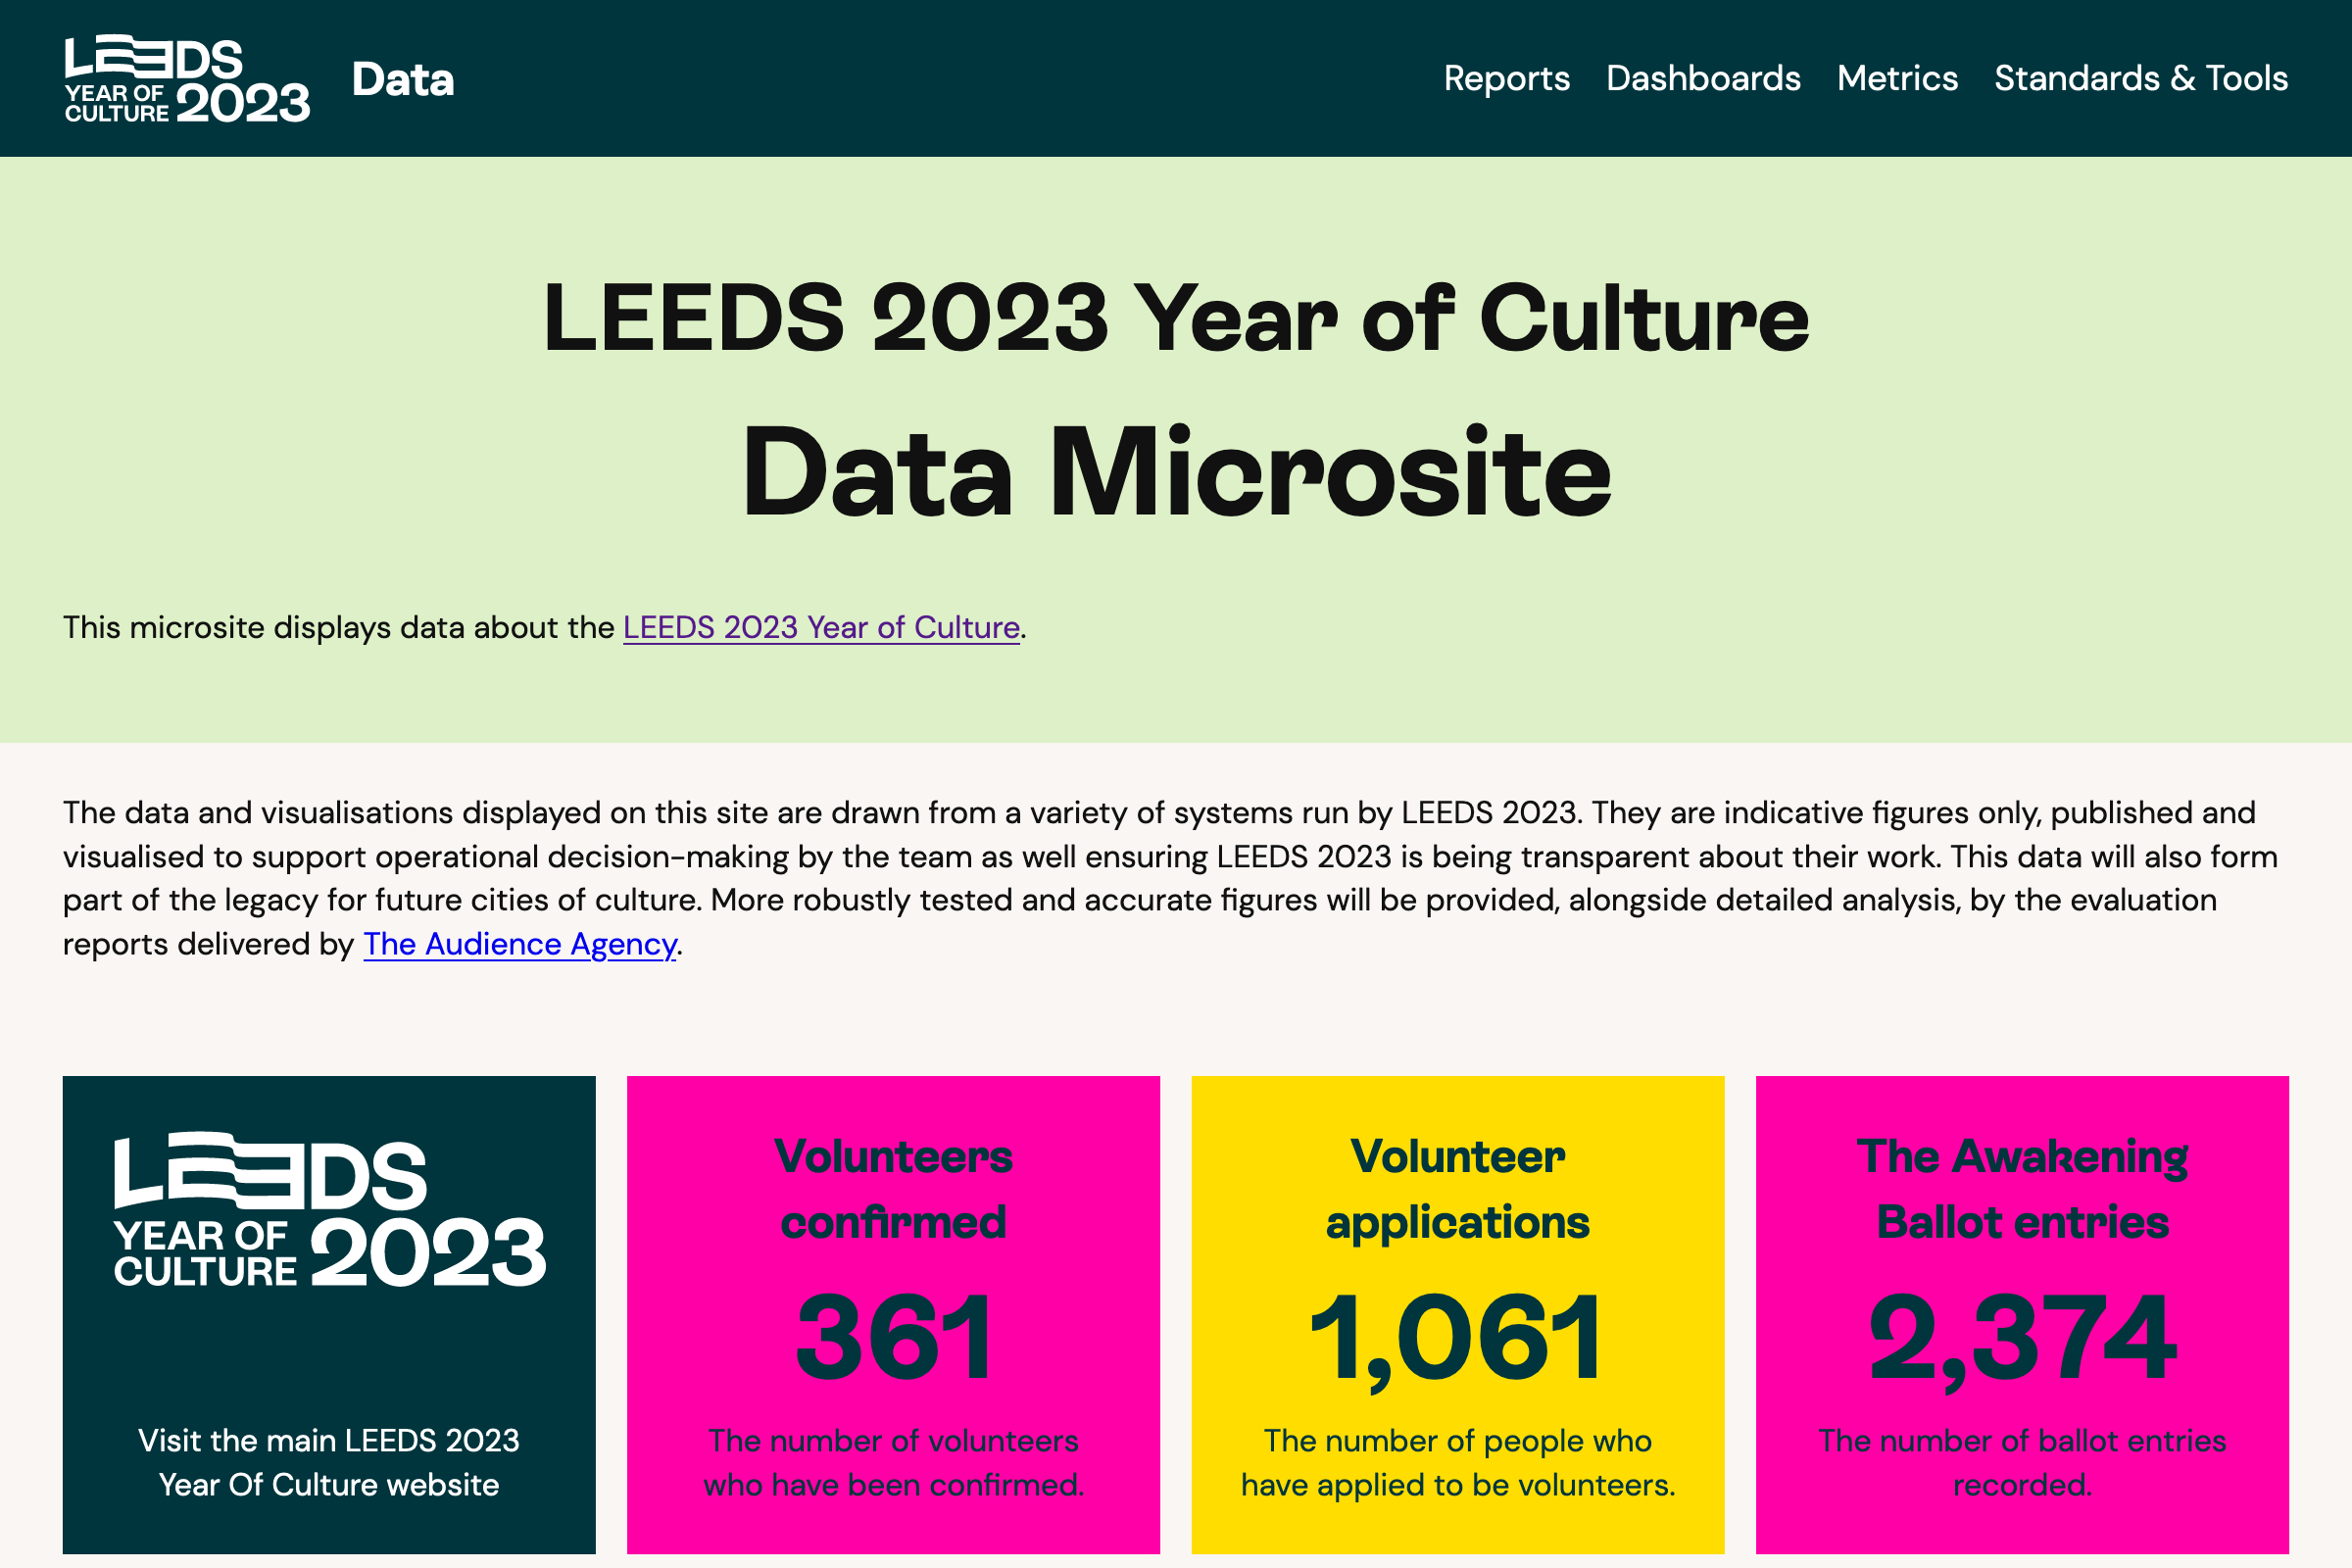 LEEDS
YEAR OF
CULTURE 2023
Data
Reports Dashboards Metrics Standards & Tools
LEEDS 2023 Year of Culture
Data Microsite
This microsite displays data about the LEEDS 2023 Year of Culture.
The data and visualisations displayed on this site are drawn from a variety of systems run by LEEDS 2023. They are indicative figures only, published and
visualised to support operational decision-making by the team as well ensuring LEEDS 2023 is being transparent about their work. This data will also form
part of the legacy for future cities of culture. More robustly tested and accurate figures will be provided, alongside detailed analysis, by the evaluation
reports delivered by The Audience Agency.
LEEDS
YEAR OF
CULTURE 2023
Visit the main LEEDS 2023
Year Of Culture website
Volunteers
confirmed
361
The number of volunteers
who have been confirmed.
Volunteer
applications
1,061
The number of people who
have applied to be volunteers.
The Awakening
Ballot entries
2,374
The number of ballot entries
recorded.